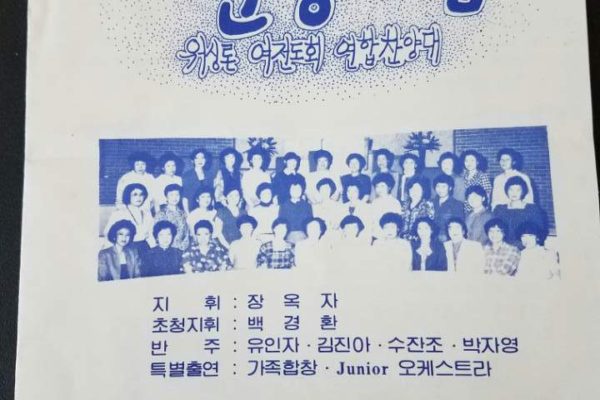 워싱톤 여전도회 연합찬양대
지 휘 : 장 옥 자
초청지휘 : 백 경 환
반 주 : 유인자 · 김진아 · 수잔조 · 박자영
특별출연 : 가족합창 · Junior 오케스트라